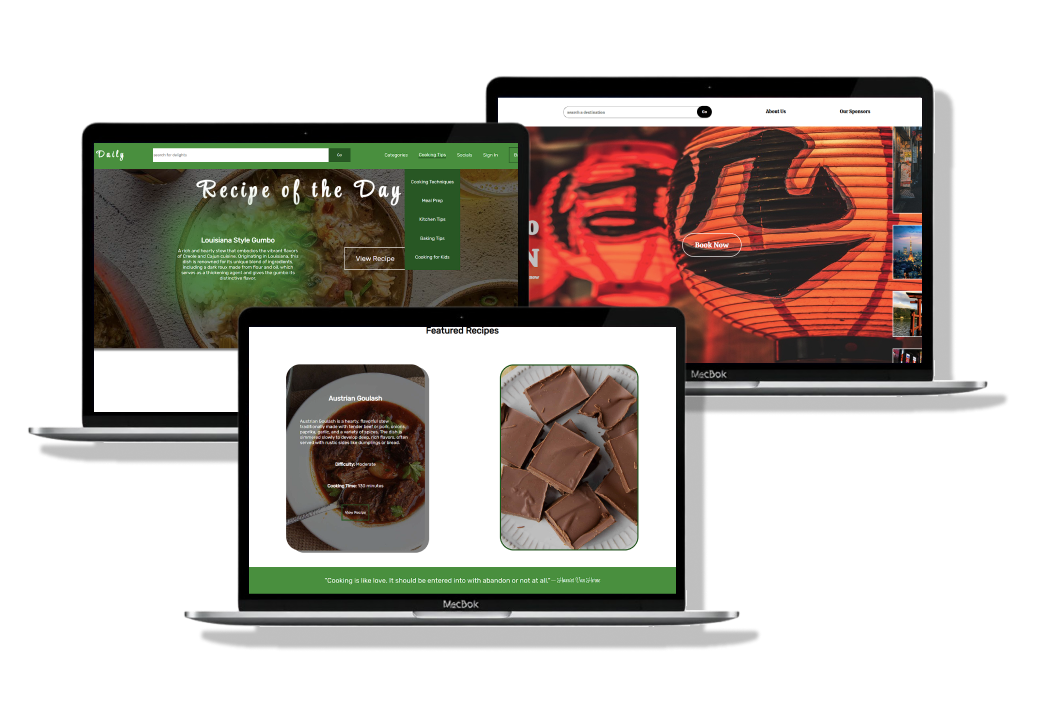 search a destination
Go
About Us
Our Sponsors
Book Now
N
Daily
search for delights
Go
Categories
Cooking Tips
Socials
Sign In
Cooking Techniques
Meal Prep
Kitchen Tips
Baking Tips
Cooking for Kids
Recipe of the Day
Louisiana Style Gumbo
A rich and hearty stew that embodies the vibrant flavors
of Creole and Cajun cuisine. Originating in Louisiana, this
dish is renowned for its unique blend of ingredients,
including a dark roux made from flour and oil, which
serves as a thickening agent and gives the gumbo its
distinctive flavor.
View Recipe
MacBok
Featured Recipes
Austrian Goulash
Austrian Goulash is a hearty, flavorful stew
traditionally made with tender beef or pork, onions,
paprika, garlic, and a variety of spices. The dish is
simmered slowly to develop deep, rich flavors, often
served with rustic sides like dumplings or bread.
Difficulty: Moderate
Cooking Time: 150 minutes
View Recipe
"Cooking is like love. It should be entered into with abandon or not at all." — Harriet Van Horne
MacBok